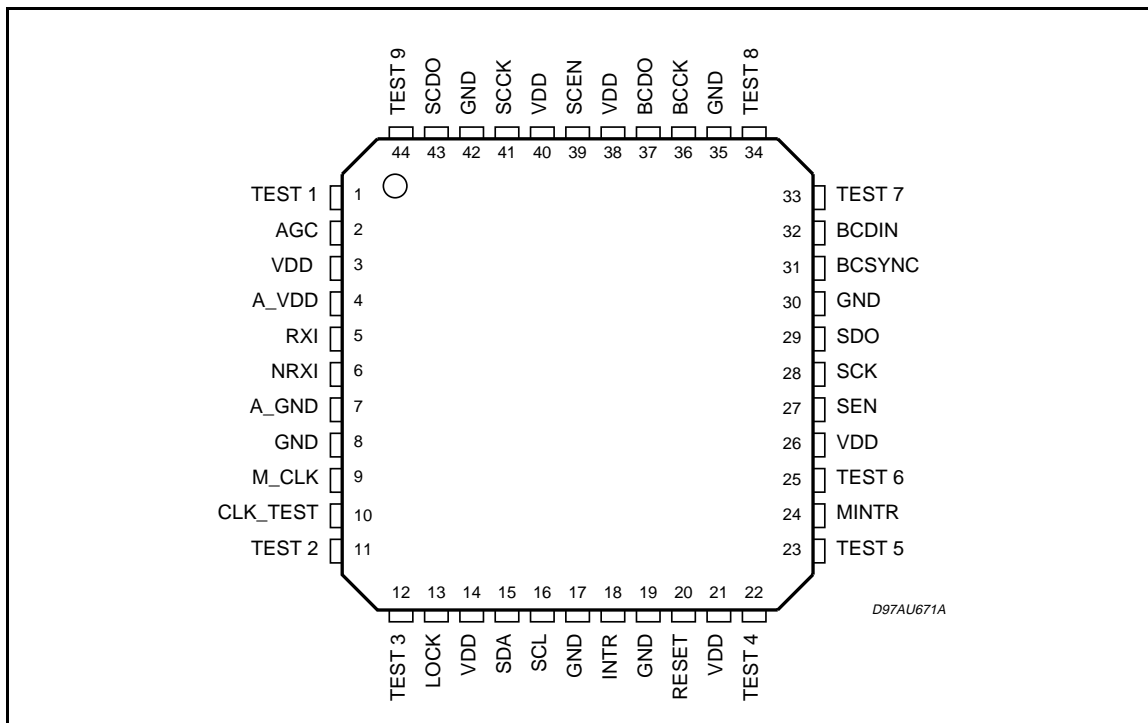 TEST 9
SCDO
GND
SCCK
VDD
SCEN
VDD
BCDO
BCCK
GND
TEST 8
44 43 42 41 40 39 38 37 36 35 34
TEST 1 1
AGC 2
VDD 3
A_VDD 4
RXI 5
NRXI 6
A_GND 7
GND 8
M_CLK 9
CLK_TEST 10
TEST 2 11
33 TEST 7
32 BCDIN
31 BCSYNC
30 GND
29 SDO
28 SCK
27 SEN
26 VDD
25 TEST 6
24 MINTR
23 TEST 5
12 13 14 15 16 17 18 19 20 21 22
TEST 3
LOCK
VDD
SDA
SCL
GND
INTR
GND
RESET
VDD
TEST 4
D97AU671A